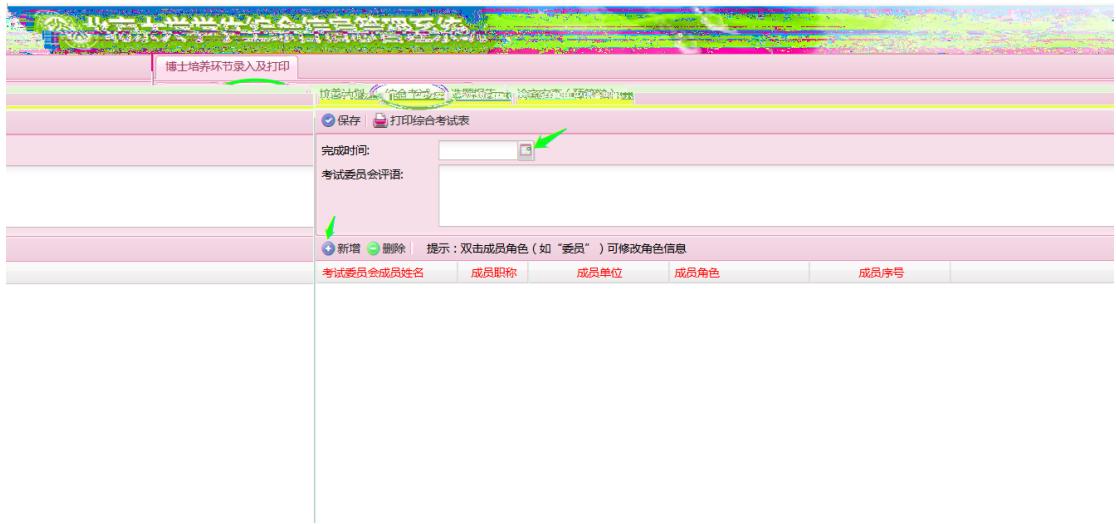 博士培养环节录入及打印
综合考试
保存 打印综合考试表
完成时间:
考试委员会评语:
新增 删除 提示:双击成员角色(如“委员”)可修改角色信息
考试委员会成员姓名 成员职称 成员单位 成员角色 成员序号